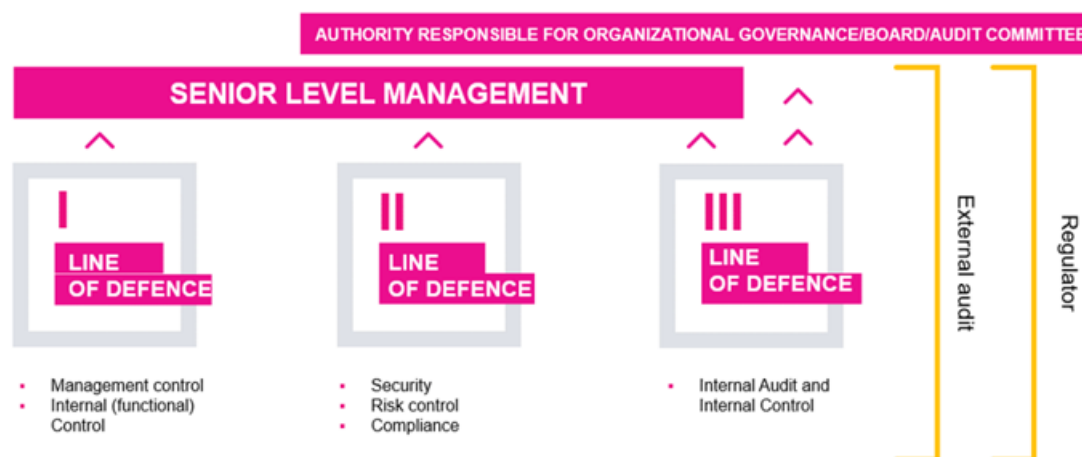 AUTHORITY RESPONSIBLE FOR ORGANIZATIONAL GOVERNANCE/BOARD/AUDIT COMMITTEE
SENIOR LEVEL MANAGEMENT
I
LINE
OF DEFENCE
Management control
Internal (functional)
Control
II
LINE
OF DEFENCE
Security
Risk control
Compliance
III
LINE
OF DEFENCE
Internal Audit and
Internal Control
External audit
Regulator